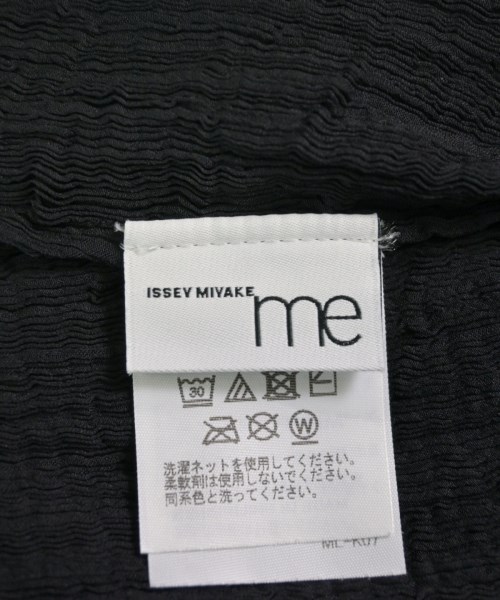 ISSEY MIYAKE
me
30
W
洗濯ネットを使用してください。
柔軟剤は使用しないでください。
同系色と洗ってください。